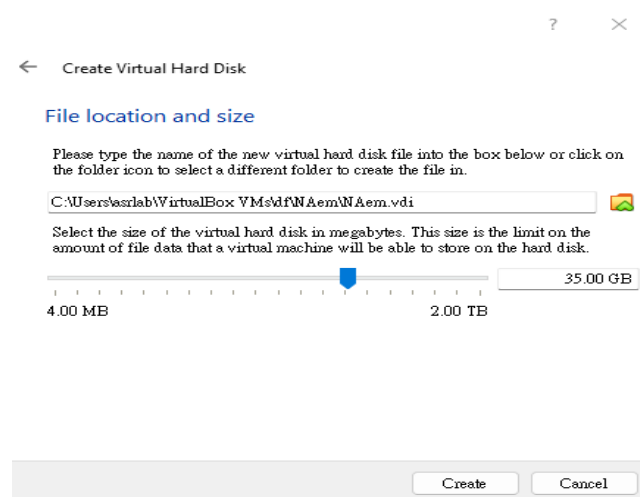 ?
Create Virtual Hard Disk
File location and size
Please type the name of the new virtual hard disk file into the box below or click on
the folder icon to select a different folder to create the file in.
C:\Users\asrlab\VirtualBox VMs\df\NAem\NAem.vdi
Select the size of the virtual hard disk in megabytes. This size is the limit on the
amount of file data that a virtual machine will be able to store on the hard disk.
35.00 GB
4.00 MB 2.00 TB
Create Cancel